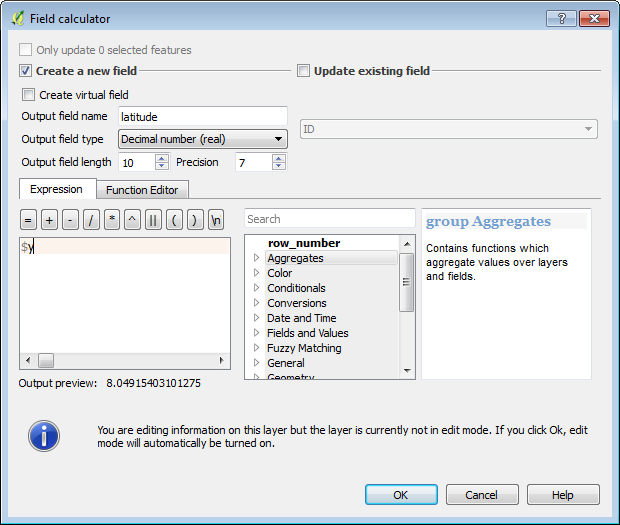 Field calculator
Only update 0 selected features
Create a new field
Update existing field
Create virtual field
Output field name latitude
Output field type Decimal number (real)
ID
Output field length 10 Precision 7
Expression Function Editor
= + - / * ^ || ( ) \n
$y
Search
row_number
Aggregates
Color
Conditionals
Conversions
Date and Time
Fields and Values
Fuzzy Matching
General
Geometry
group Aggregates
Contains functions which
aggregate values over layers
and fields.
Output preview: 8.04915403101275
You are editing information on this layer but the layer is currently not in edit mode. If you click Ok, edit
mode will automatically be turned on.
OK Cancel Help